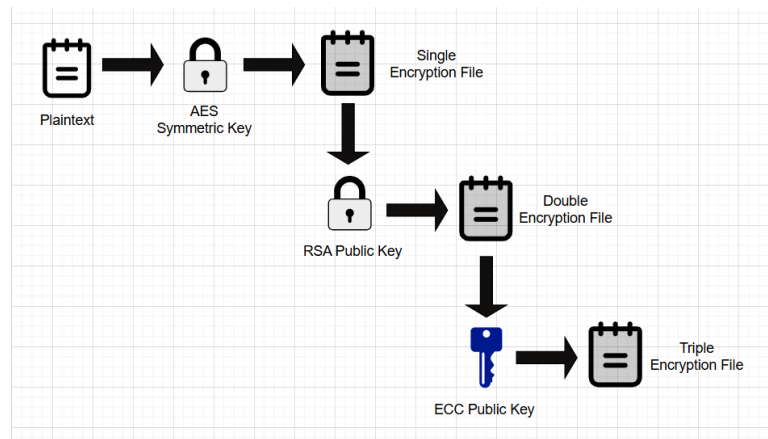 Plaintext
AES
Symmetric Key
Single
Encryption File
RSA Public Key
Double
Encryption File
ECC Public Key
Triple
Encryption File